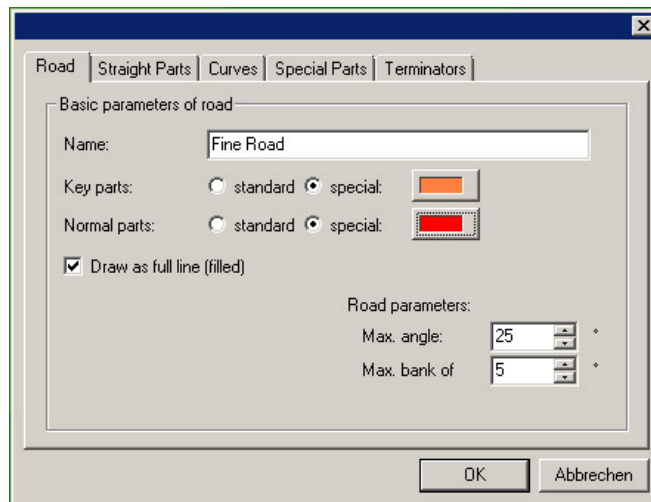 Road Straight Parts Curves Special Parts Terminators
Basic parameters of road
Name: Fine Road
Key parts: standard special:
Normal parts: standard special:
Draw as full line (filled)
Road parameters:
Max. angle: 25 °
Max. bank of 5 °
OK Abbrechen